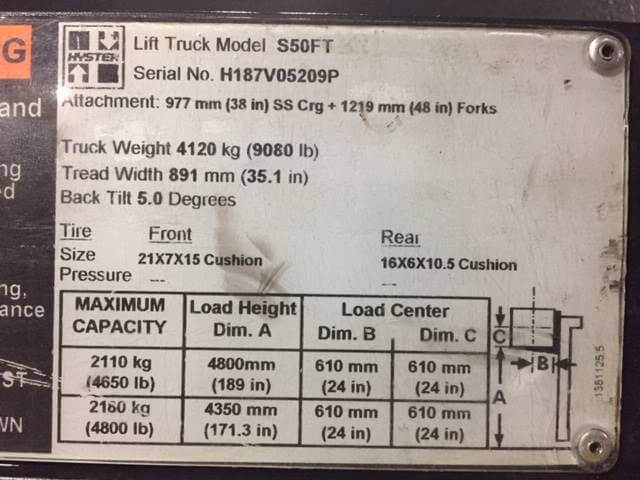 G
HYSTER
Lift Truck Model S50FT
Serial No. H187V05209P
and
Attachment: 977 mm (38 in) SS Crg + 1219 mm (48 in) Forks
Truck Weight 4120 kg (9080 lb)
Tread Width 891 mm (35.1 in)
Back Tilt 5.0 Degrees
ng
d
Tire Front Rear
Size 21X7X15 Cushion 16X6X10.5 Cushion
Pressure --- ---
ng,
ance
ST
WN
MAXIMUM CAPACITY Load Height Dim. A Load Center
Dim. B Dim. C
2110 kg 4800mm 610 mm 610 mm
(4650 lb) (189 in) (24 in) (24 in)
2180 kg 4350 mm 610 mm 610 mm
(4800 lb) (171.3 in) (24 in) (24 in)
C
B
A
1381125.5